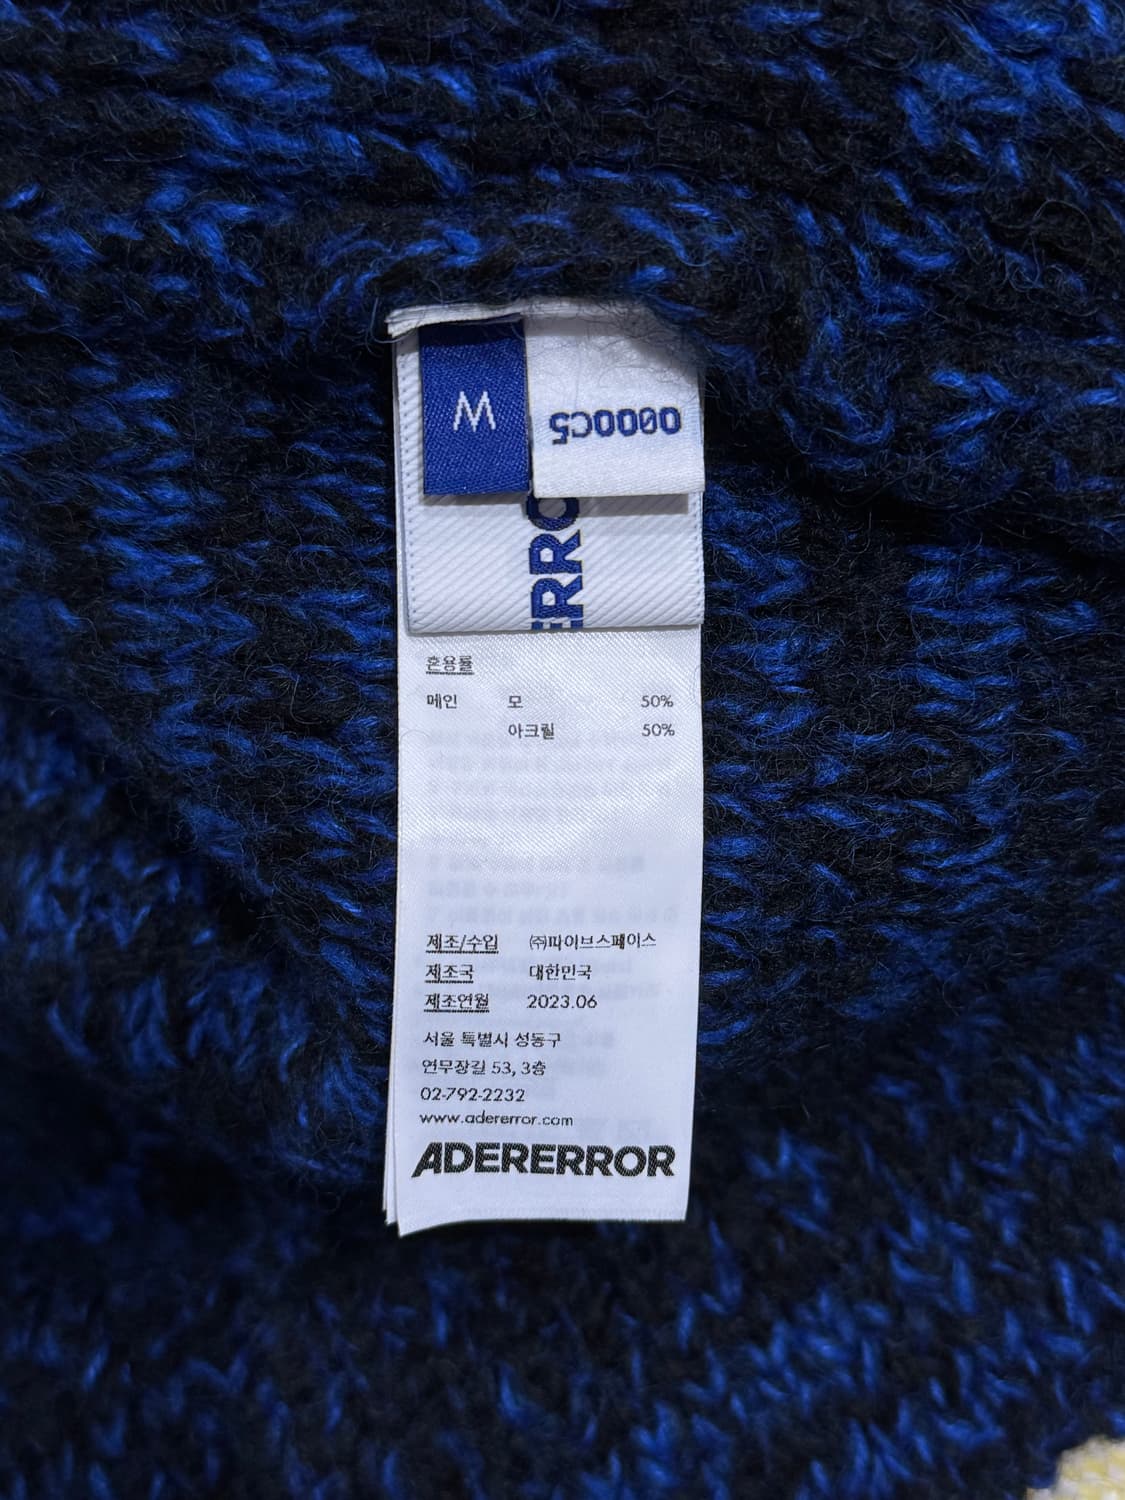 M
ERRO
혼용률
메인 모 50%
아크릴 50%
제조/수입 ㈜파이브스페이스
제조국 대한민국
제조연월 2023.06
서울 특별시 성동구
연무장길 53, 3층
02-792-2232
www.adererror.com
ADERERROR